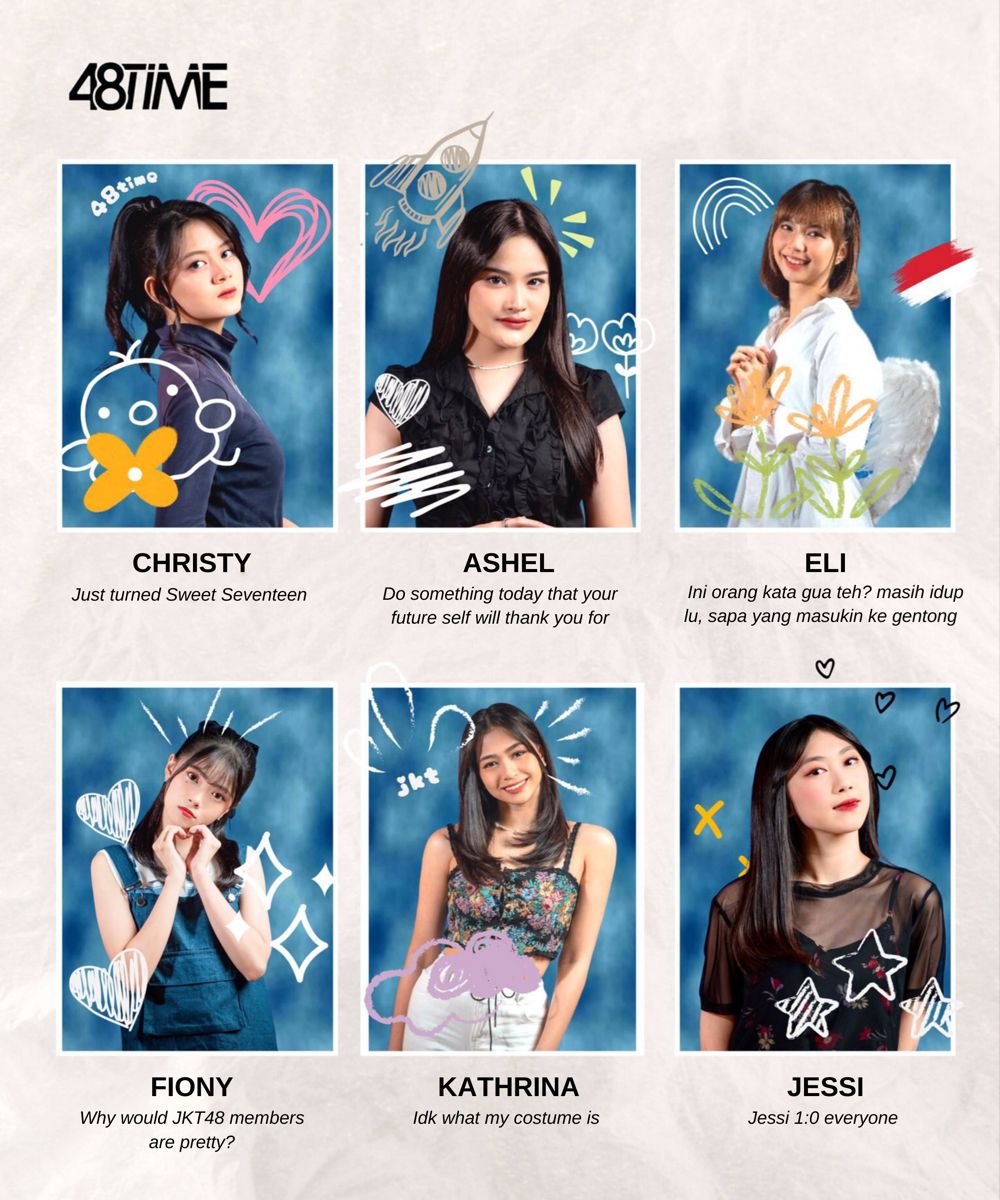 48TIME
48time
CHRISTY
Just turned Sweet Seventeen
ASHEL
Do something today that your
future self will thank you for
ELI
Ini orang kata gua teh? masih idup
lu, sapa yang masukin ke gentong
jkt
FIONY
Why would JKT48 members
are pretty?
KATHRINA
Idk what my costume is
JESSI
Jessi 1:0 everyone